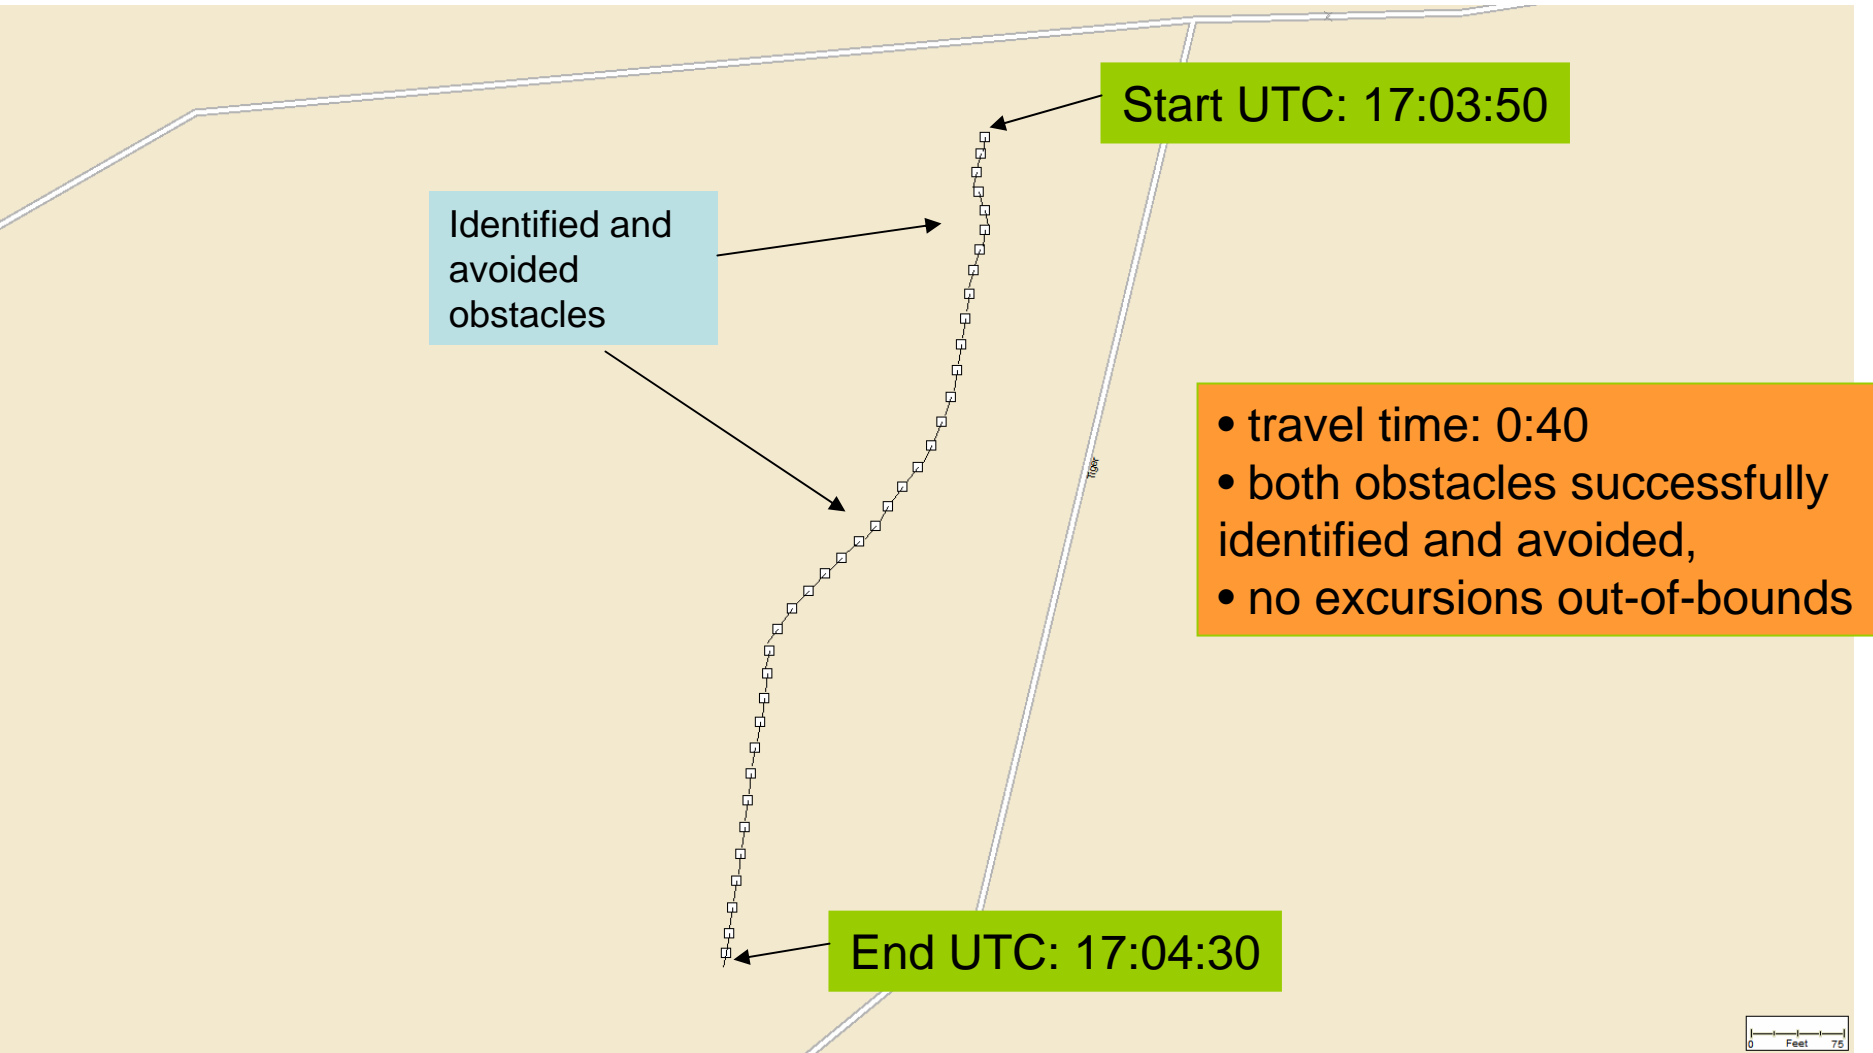 Start UTC: 17:03:50
Identified and
avoided
obstacles
• travel time: 0:40
• both obstacles successfully
identified and avoided,
• no excursions out-of-bounds
Tiger
End UTC: 17:04:30
0 Feet 75